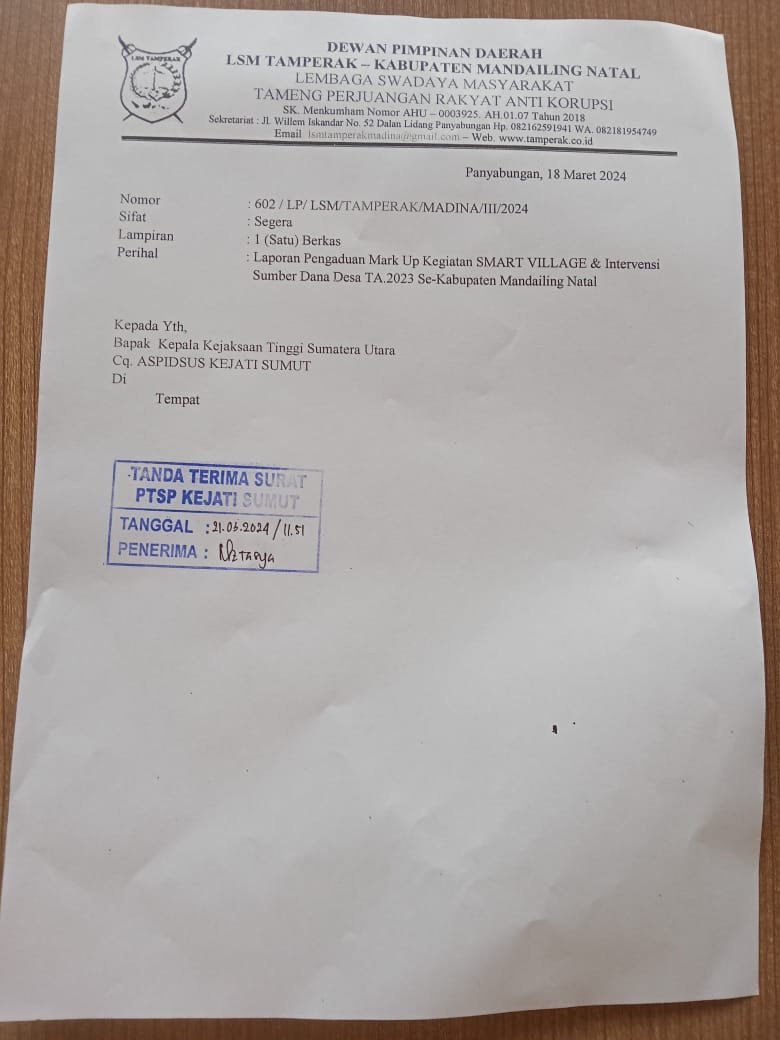 LSM TAMPERAK
DEWAN PIMPINAN DAERAH
LSM TAMPERAK – KABUPATEN MANDAILING NATAL
LEMBAGA SWADAYA MASYARAKAT
TAMENG PERJUANGAN RAKYAT ANTI KORUPSI
SK. Menkumham Nomor AHU – 0003925. AH.01.07 Tahun 2018
Sekretariat : Jl. Willem Iskandar No. 52 Dalan Lidang Panyabungan Hp. 082162591941 WA. 082181954749
Email. lsmtamperakmadina@gmail.com – Web. www.tamperak.co.id
Panyabungan, 18 Maret 2024
Nomor : 602 / LP/ LSM/TAMPERAK/MADINA/III/2024
Sifat : Segera
Lampiran : 1 (Satu) Berkas
Perihal : Laporan Pengaduan Mark Up Kegiatan SMART VILLAGE & Intervensi
Sumber Dana Desa TA.2023 Se-Kabupaten Mandailing Natal
Kepada Yth,
Bapak Kepala Kejaksaan Tinggi Sumatera Utara
Cq. ASPIDSUS KEJATI SUMUT
Di
Tempat
TANDA TERIMA SURAT
PTSP KEJATI SUMUT
TANGGAL : 21.03.2024 / 11.51
PENERIMA :